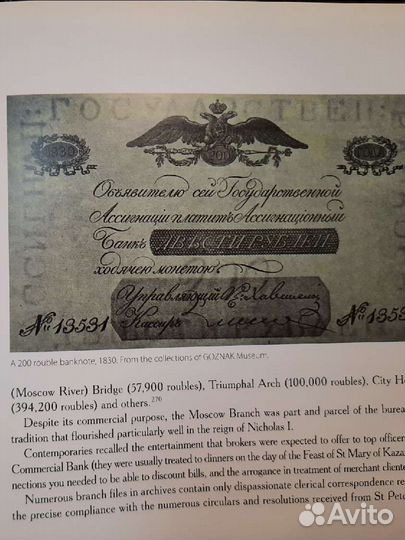 ГОСУДАРСТВЕН
1830
200
Объявителю сей Государственной
Ассигнаціи платитъ Ассигнаціонный
Банкъ ДВѢСТИ РУБЛЕЙ
ходячею монетою
Управляющій
№ 13531
Кассиръ
№ 1353
A 200 rouble banknote, 1830. From the collections of GOZNAK Museum.
(Moscow River) Bridge (57,900 roubles), Triumphal Arch (100,000 roubles), City H
(394,200 roubles) and others.²⁷⁰
Despite its commercial purpose, the Moscow Branch was part and parcel of the bureau
tradition that flourished particularly well in the reign of Nicholas I.
Contemporaries recalled the entertainment that brokers were expected to offer to top officer
Commercial Bank (they were usually treated to dinners on the day of the Feast of St Mary of Kaza
nections you needed to be able to discount bills, and the arrogance in treatment of merchant cliente
Numerous branch files in archives contain only dispassionate clerical correspondence re
the precise compliance with the numerous circulars and resolutions received from St Pete
Avito